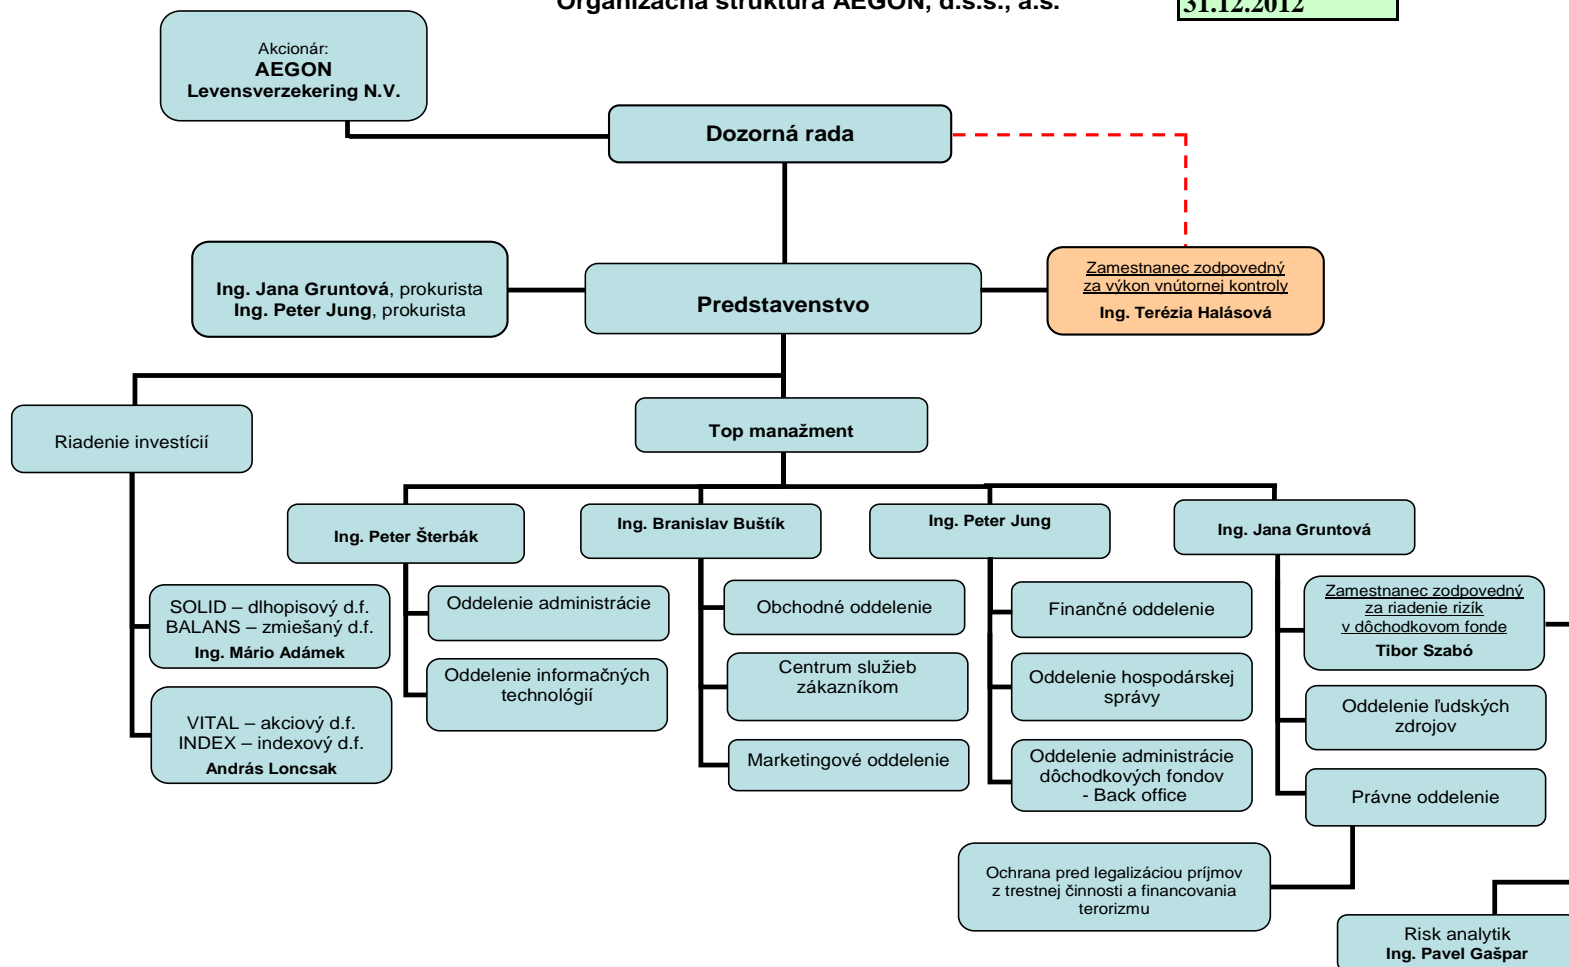 Organizačná štruktúra AEGON, d.s.s., a.s.
31.12.2012
Akcionár:
AEGON
Levensverzekering N.V.
Dozorná rada
Ing. Jana Gruntová, prokurista
Ing. Peter Jung, prokurista
Predstavenstvo
Zamestnanec zodpovedný
za výkon vnútornej kontroly
Ing. Terézia Halásová
Riadenie investícií
Top manažment
Ing. Peter Šterbák
Ing. Branislav Buštík
Ing. Peter Jung
Ing. Jana Gruntová
SOLID – dlhopisový d.f.
BALANS – zmiešaný d.f.
Ing. Mário Adámek
VITAL – akciový d.f.
INDEX – indexový d.f.
András Loncsak
Oddelenie administrácie
Oddelenie informačných
technológií
Obchodné oddelenie
Centrum služieb
zákazníkom
Marketingové oddelenie
Finančné oddelenie
Oddelenie hospodárskej
správy
Oddelenie administrácie
dôchodkových fondov
- Back office
Zamestnanec zodpovedný
za riadenie rizík
v dôchodkovom fonde
Tibor Szabó
Oddelenie ľudských
zdrojov
Právne oddelenie
Ochrana pred legalizáciou príjmov
z trestnej činnosti a financovania
terorizmu
Risk analytik
Ing. Pavel Gašpar